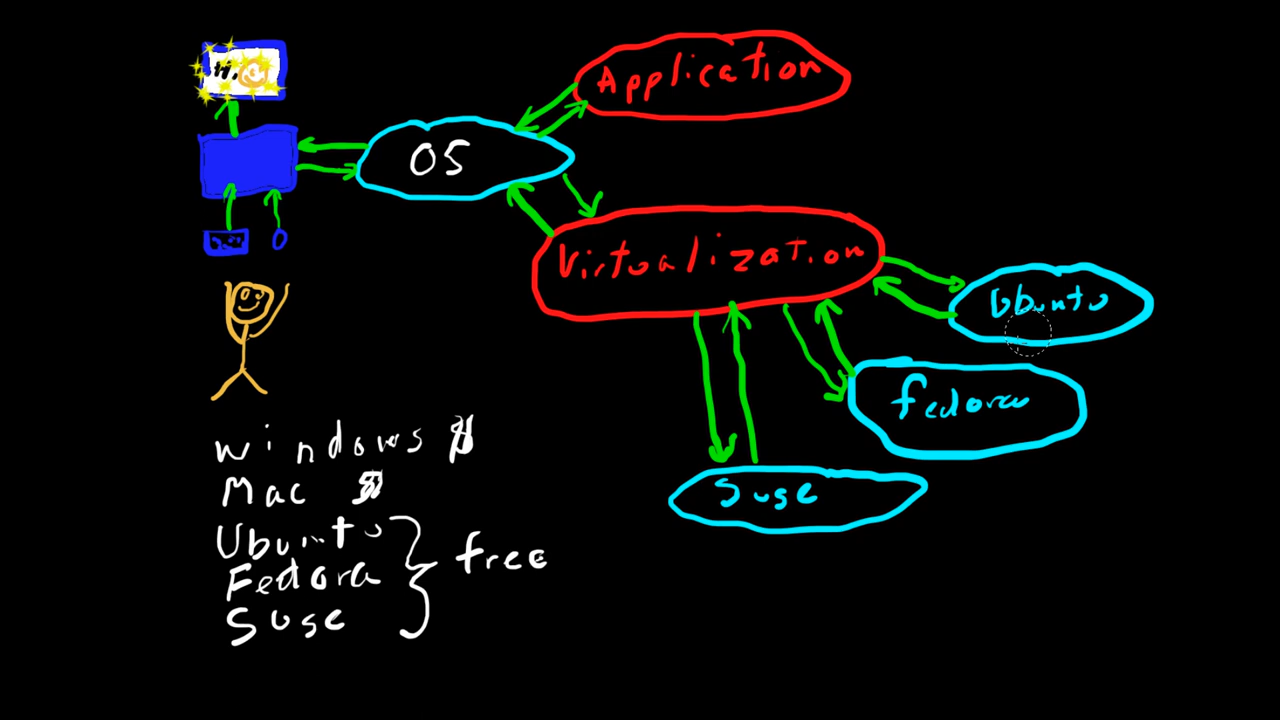 Application
OS
Virtualization
Ubuntu
Fedora
Suse
Windows $
Mac $
Ubuntu
Fedora
Suse
free